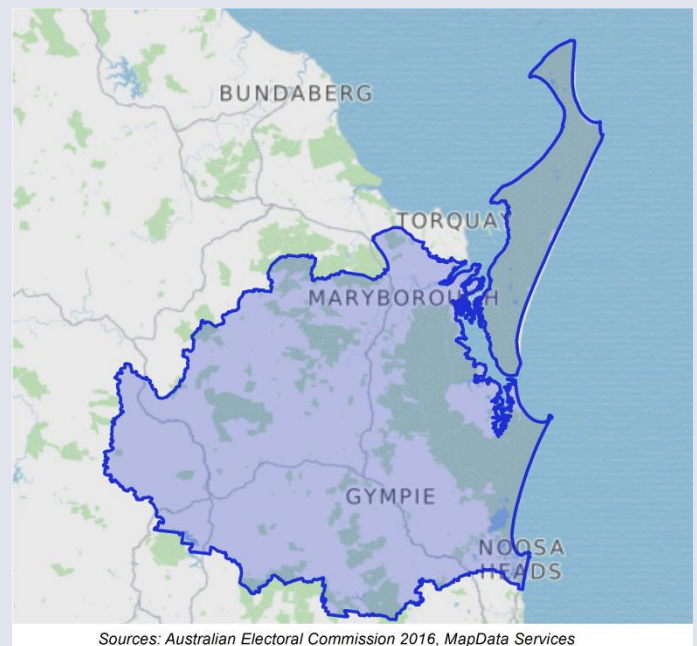 BUNDABERG
TORQUAY
MARYBOROUGH
GYMPIE
NOOSA
HEADS
Sources: Australian Electoral Commission 2016, MapData Services